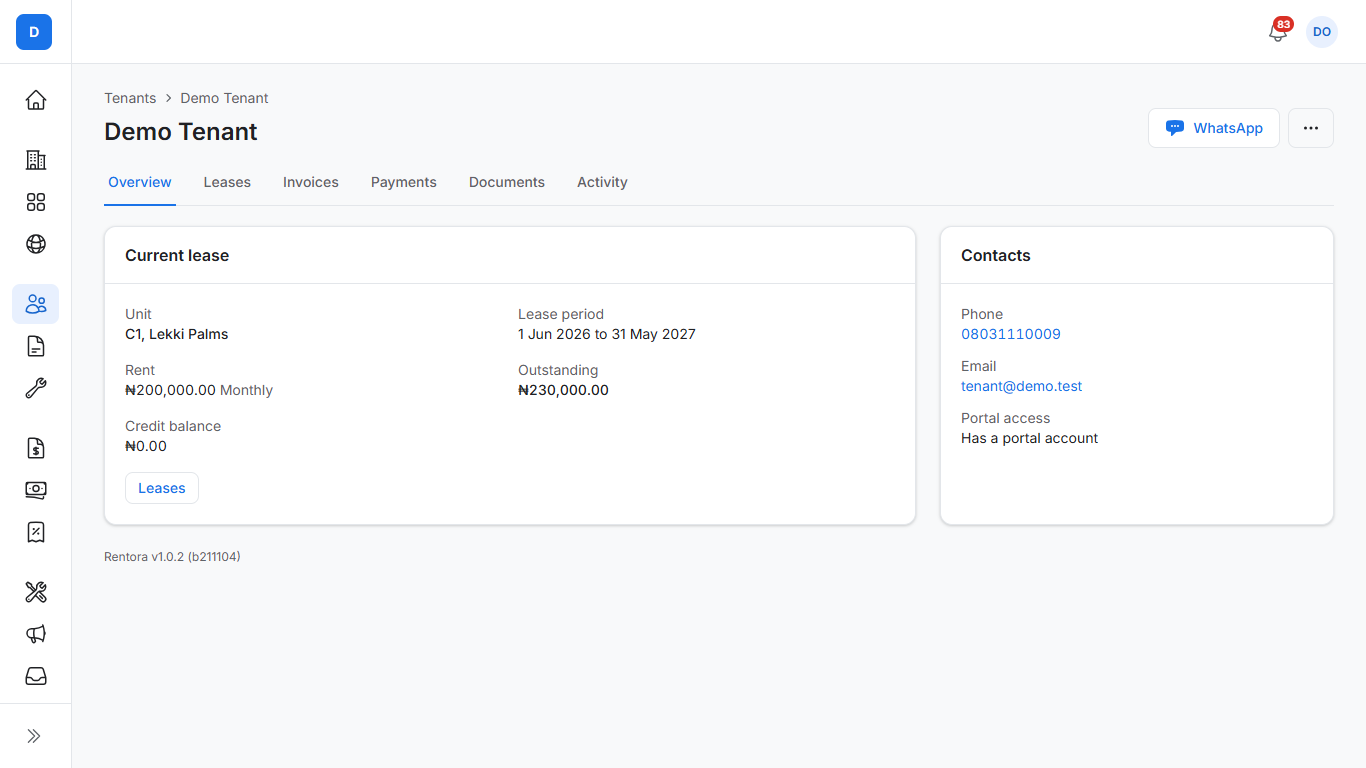 D
83
DO
Tenants > Demo Tenant
Demo Tenant
WhatsApp
Overview Leases Invoices Payments Documents Activity
Current lease
Unit
C1, Lekki Palms
Lease period
1 Jun 2026 to 31 May 2027
Rent
₦200,000.00 Monthly
Outstanding
₦230,000.00
Credit balance
₦0.00
Leases
Contacts
Phone
08031110009
Email
tenant@demo.test
Portal access
Has a portal account
Rentora v1.0.2 (b211104)